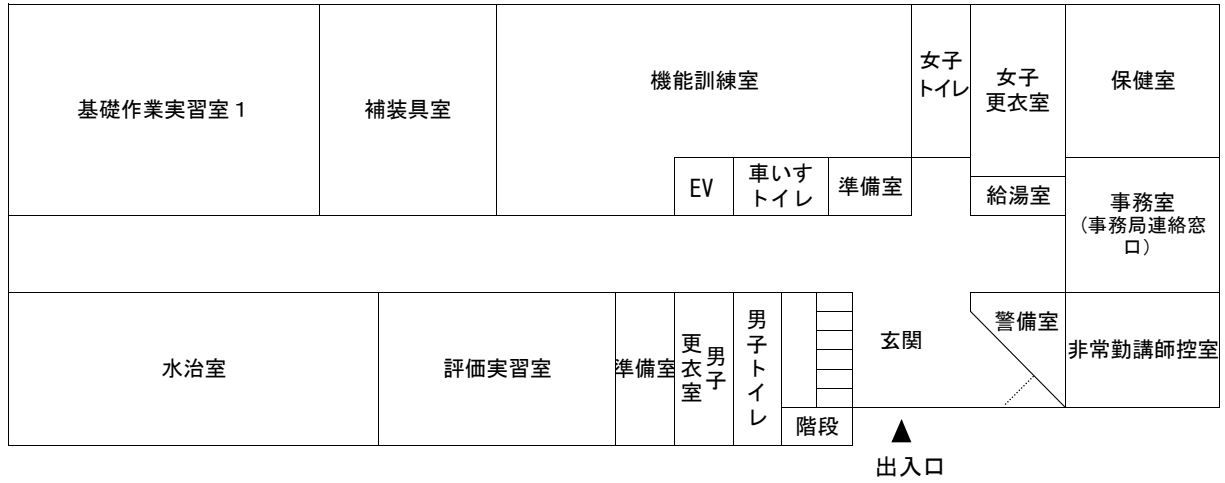 基礎作業実習室１
補装具室
機能訓練室
女子
トイレ
女子
更衣室
保健室
EV
車いす
トイレ
準備室
給湯室
事務室
（事務局連絡窓
口）
水治室
評価実習室
準備室
男子
更衣室
男子トイレ
階段
玄関
警備室
非常勤講師控室
出入口